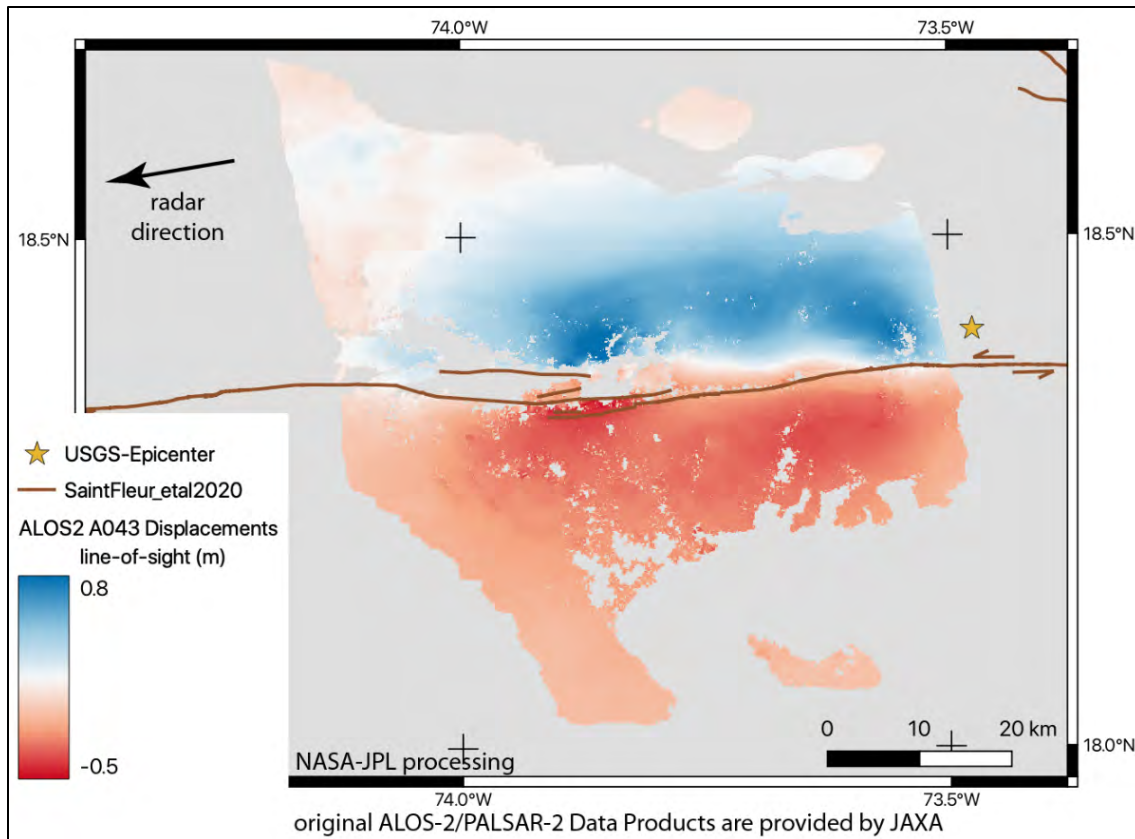 74.0°W
73.5°W
radar
direction
18.5°N
18.5°N
USGS-Epicenter
SaintFleur_etal2020
ALOS2 A043 Displacements
line-of-sight (m)
0.8
-0.5
0
10
20 km
18.0°N
NASA-JPL processing
74.0°W
73.5°W
original ALOS-2/PALSAR-2 Data Products are provided by JAXA